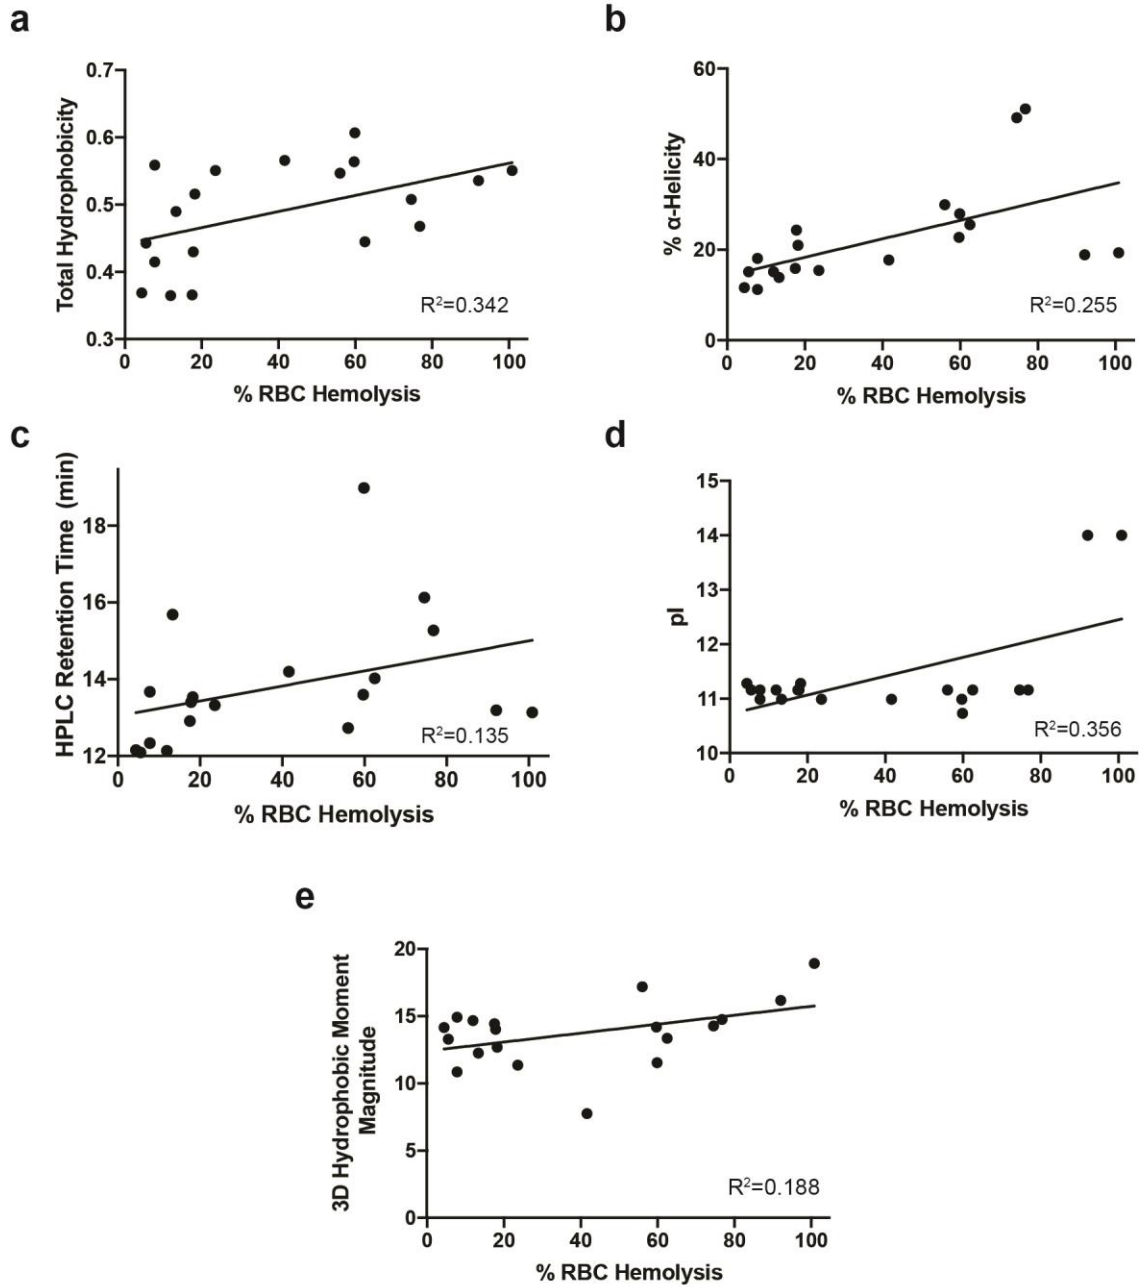 a
0.7
0.6
0.5
0.4
0.3
Total Hydrophobicity
R²=0.342
0 20 40 60 80 100
% RBC Hemolysis
b
60
40
20
0
% α-Helicity
R²=0.255
0 20 40 60 80 100
% RBC Hemolysis
c
18
16
14
12
HPLC Retention Time (min)
R²=0.135
0 20 40 60 80 100
% RBC Hemolysis
d
15
14
13
12
11
10
pI
R²=0.356
0 20 40 60 80 100
% RBC Hemolysis
e
20
15
10
5
0
3D Hydrophobic Moment
Magnitude
R²=0.188
0 20 40 60 80 100
% RBC Hemolysis